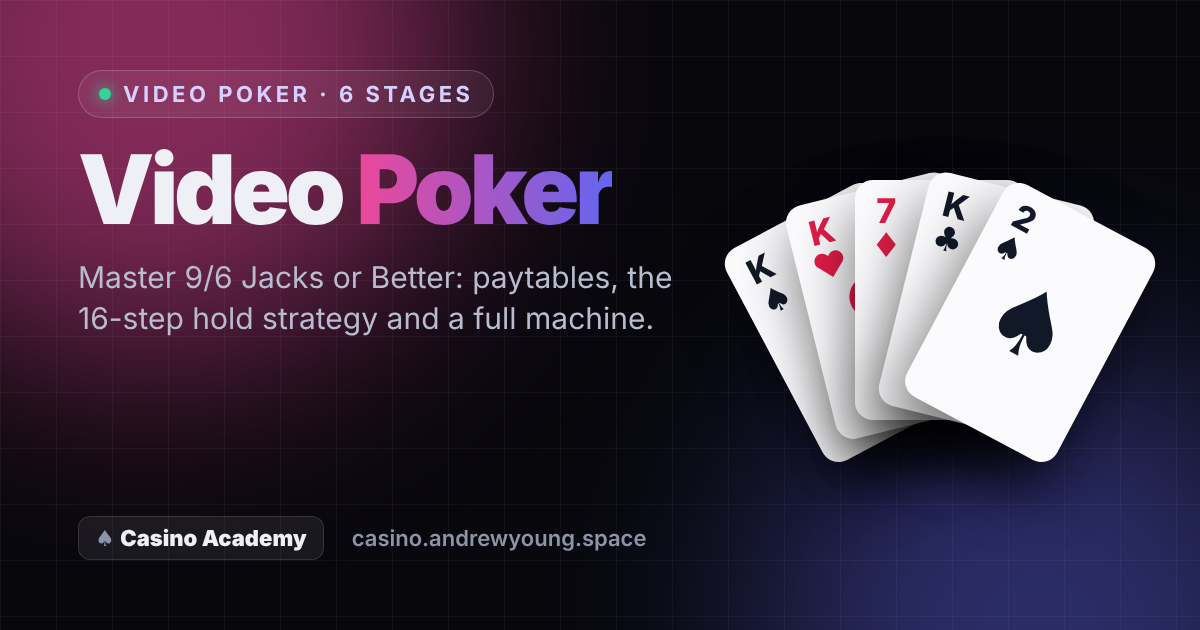 VIDEO POKER · 6 STAGES
Video Poker
Master 9/6 Jacks or Better: paytables, the
16-step hold strategy and a full machine.
K♠
K♥
7♦
K♣
2♠
♠ Casino Academy
casino.andrewyoung.space